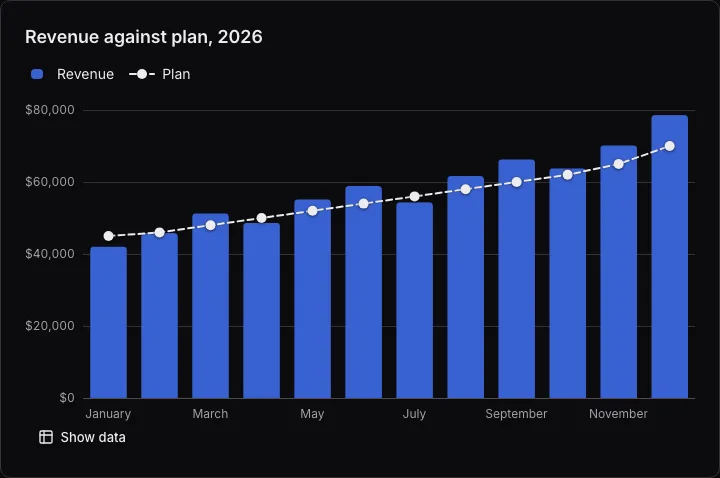 Revenue against plan, 2026
Revenue Plan
$80,000
$60,000
$40,000
$20,000
$0
January March May July September November
Show data